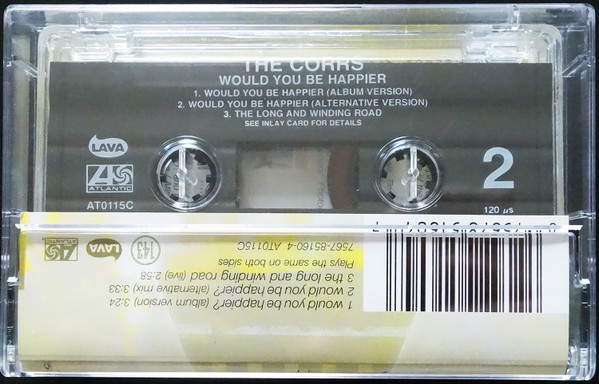 THE CORRS
WOULD YOU BE HAPPIER
1. WOULD YOU BE HAPPIER (ALBUM VERSION)
2. WOULD YOU BE HAPPIER (ALTERNATIVE VERSION)
3. THE LONG AND WINDING ROAD
SEE INLAY CARD FOR DETAILS
LAVA
ATLANTIC
AT0115C
2
120 µs
1 would you be happier? (album version) 3:24
2 would you be happier? (alternative mix) 3:33
3 the long and winding road (live) 2:58
Plays the same on both sides
7567-85160-4 AT0115C
143
LAVA